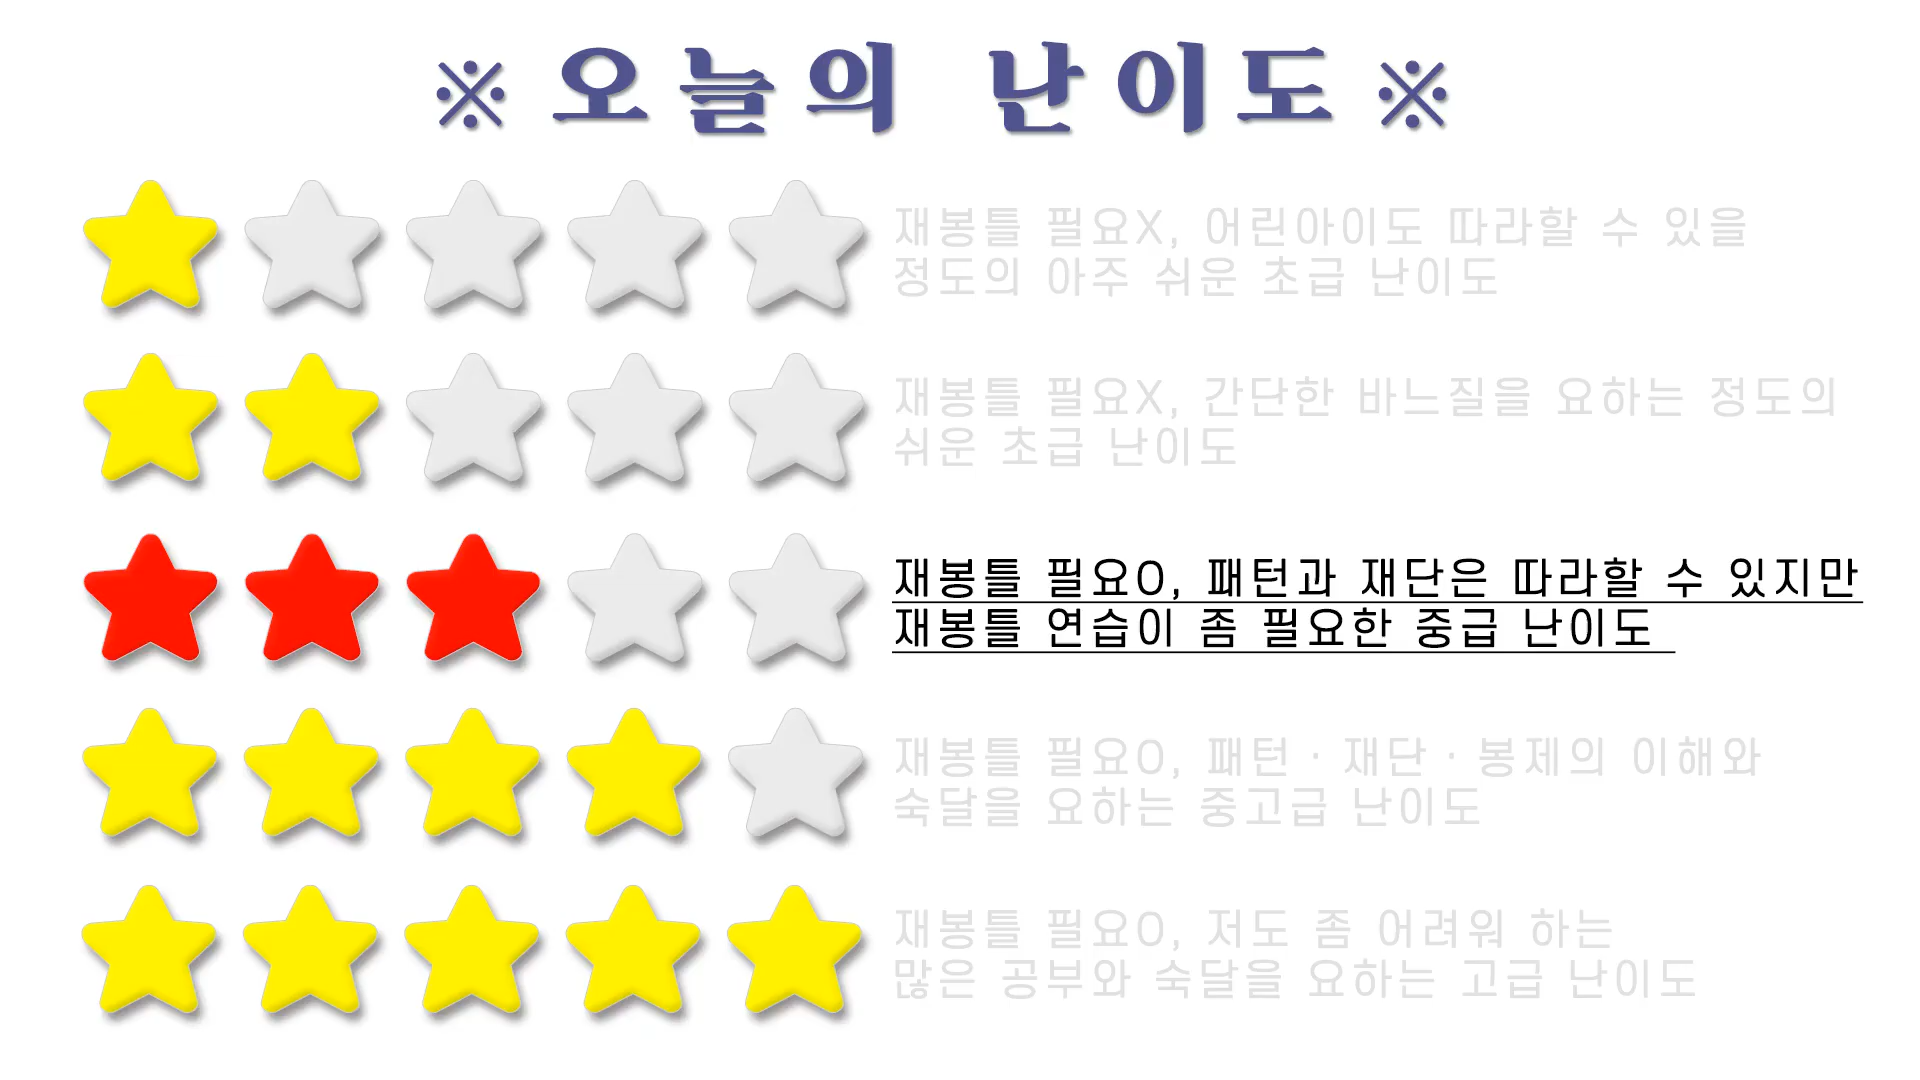 ※오늘의 난이도※
재봉틀 필요X, 어린아이도 따라할 수 있을
정도의 아주 쉬운 초급 난이도
재봉틀 필요X, 간단한 바느질을 요하는 정도의
쉬운 초급 난이도
재봉틀 필요O, 패턴과 재단은 따라할 수 있지만
재봉틀 연습이 좀 필요한 중급 난이도
재봉틀 필요O, 패턴·재단·봉제의 이해와
숙달을 요하는 중고급 난이도
재봉틀 필요O, 저도 좀 어려워 하는
많은 공부와 숙달을 요하는 고급 난이도